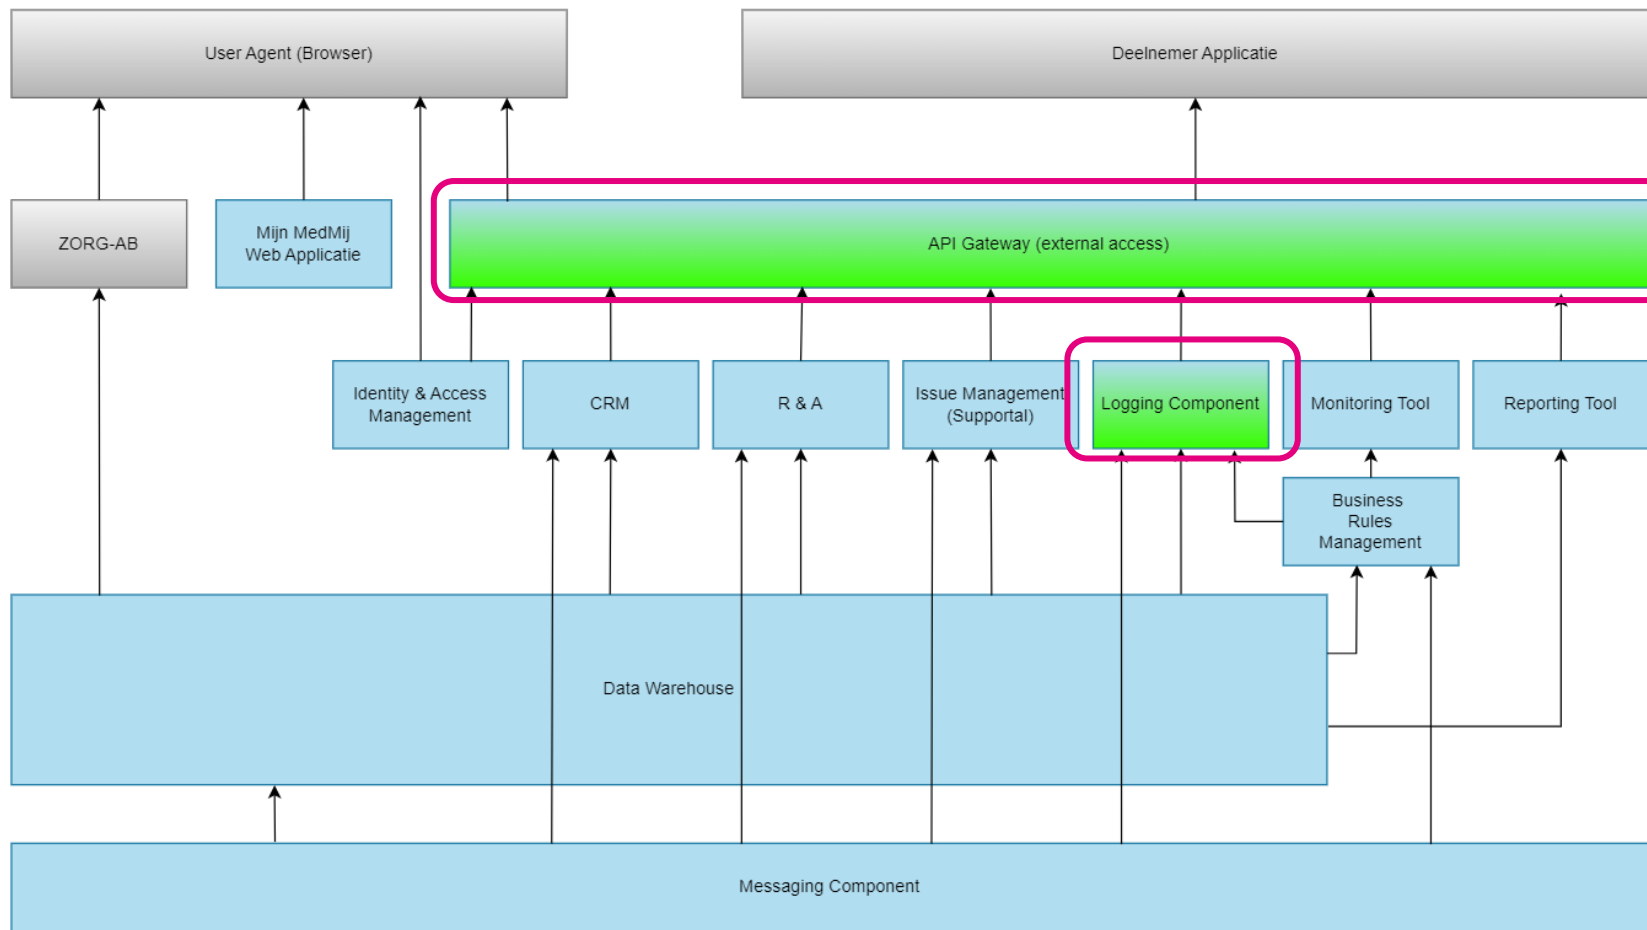 User Agent (Browser)
Deelnemer Applicatie
ZORG-AB
Mijn MedMij
Web Applicatie
API Gateway (external access)
Identity & Access
Management
CRM
R & A
Issue Management
(Supportal)
Logging Component
Monitoring Tool
Reporting Tool
Business
Rules
Management
Data Warehouse
Messaging Component